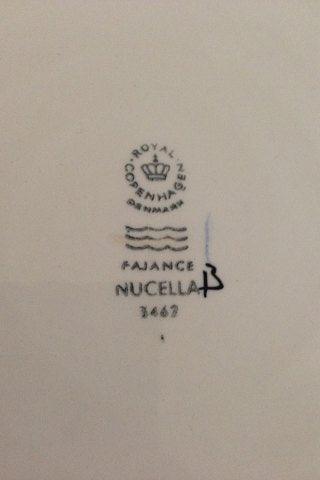 ROYAL COPENHAGEN
DENMARK
FAJANCE
NUCELLA B
3462